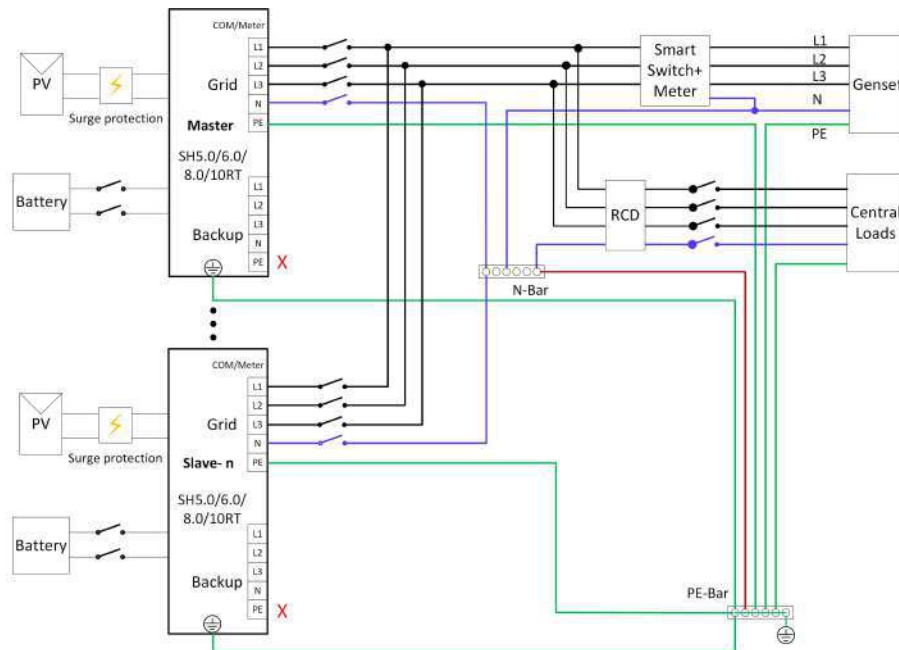 COM/Meter
L1
L2
Grid
L3
N
Master
PE
PV
Surge protection
SH5.0/6.0/
8.0/10RT
L1
L2
L3
Backup
N
PE
X
Battery
Smart
Switch+
Meter
L1
L2
L3
N
PE
Genset
RCD
Central
Loads
N-Bar
COM/Meter
L1
L2
Grid
L3
N
Slave- n
PE
PV
Surge protection
SH5.0/6.0/
8.0/10RT
L1
L2
L3
Backup
N
PE
X
Battery
PE-Bar